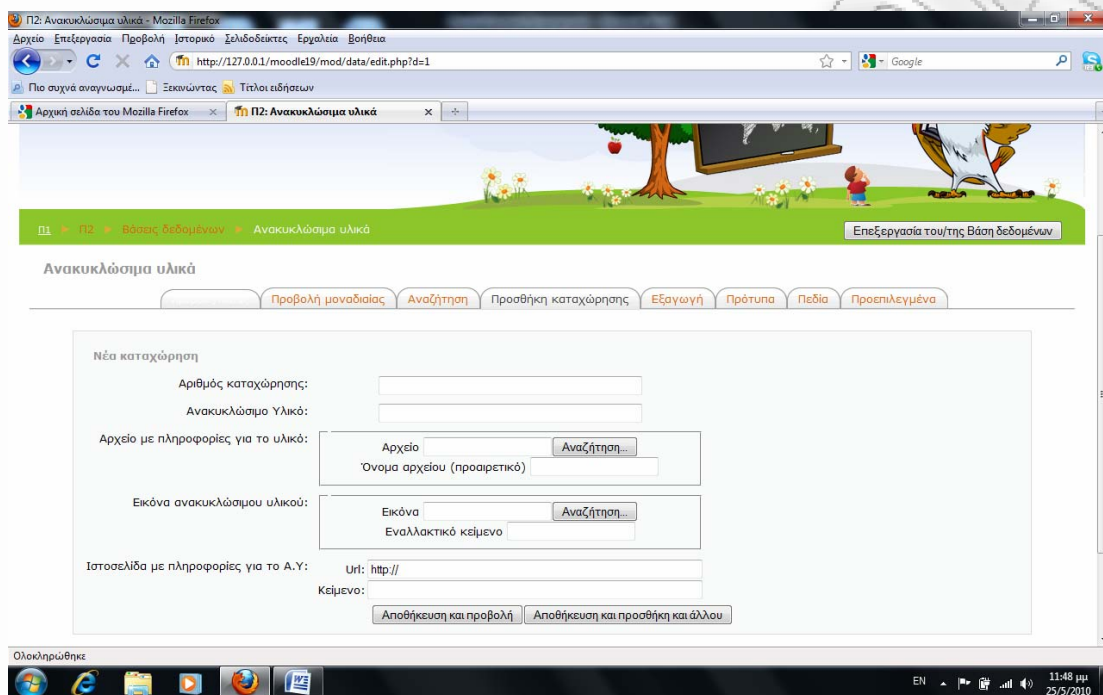 Π2: Ανακυκλώσιμα υλικά - Mozilla Firefox
Αρχείο Επεξεργασία Προβολή Ιστορικό Σελιδοδείκτες Εργαλεία Βοήθεια
http://127.0.0.1/moodle19/mod/data/edit.php?d=1
Google
Πιο συχνά αναγνωσμέ... Ξεκινώντας Τίτλοι ειδήσεων
Αρχική σελίδα του Mozilla Firefox Π2: Ανακυκλώσιμα υλικά
Π1 Π2 Βάσεις δεδομένων Ανακυκλώσιμα υλικά Επεξεργασία του/της Βάση δεδομένων
Ανακυκλώσιμα υλικά
Προβολή μοναδιαίας Αναζήτηση Προσθήκη καταχώρησης Εξαγωγή Πρότυπα Πεδία Προεπιλεγμένα
Νέα καταχώρηση
Αριθμός καταχώρησης:
Ανακυκλώσιμο Υλικό:
Αρχείο με πληροφορίες για το υλικό:
Αρχείο Αναζήτηση...
Όνομα αρχείου (προαιρετικό)
Εικόνα ανακυκλώσιμου υλικού:
Εικόνα Αναζήτηση...
Εναλλακτικό κείμενο
Ιστοσελίδα με πληροφορίες για το Α.Υ:
Url: http://
Κείμενο:
Αποθήκευση και προβολή Αποθήκευση και προσθήκη και άλλου
Ολοκληρώθηκε
EN 11:48 μμ
25/5/2010